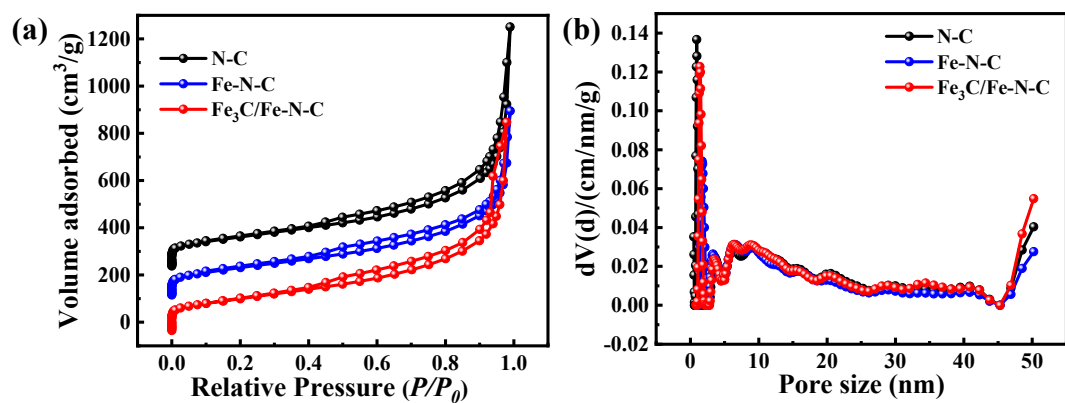 (a)
N-C
Fe-N-C
Fe₃C/Fe-N-C
Volume adsorbed (cm³/g)
1200
1000
800
600
400
200
0
0.0 0.2 0.4 0.6 0.8 1.0
Relative Pressure (P/P₀)
(b)
N-C
Fe-N-C
Fe₃C/Fe-N-C
dV(d)/(cm/nm/g)
0.14
0.12
0.10
0.08
0.06
0.04
0.02
0.00
-0.02
0 10 20 30 40 50
Pore size (nm)